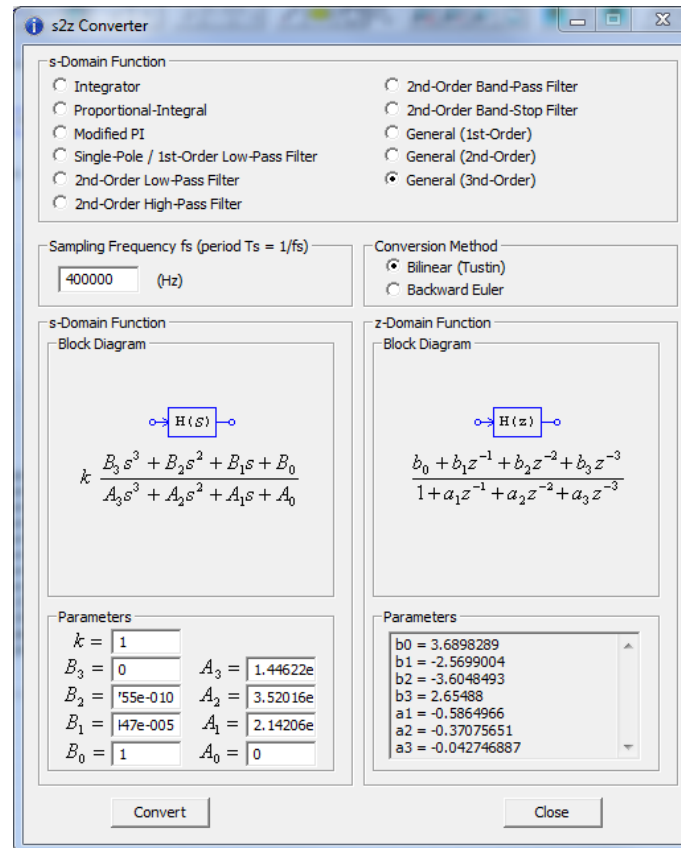 s2z Converter
s-Domain Function
Integrator
Proportional-Integral
Modified PI
Single-Pole / 1st-Order Low-Pass Filter
2nd-Order Low-Pass Filter
2nd-Order High-Pass Filter
2nd-Order Band-Pass Filter
2nd-Order Band-Stop Filter
General (1st-Order)
General (2nd-Order)
General (3nd-Order)
Sampling Frequency fs (period Ts = 1/fs)
400000 (Hz)
Conversion Method
Bilinear (Tustin)
Backward Euler
s-Domain Function
Block Diagram
H(S)
k (B₃s³ + B₂s² + B₁s + B₀) / (A₃s³ + A₂s² + A₁s + A₀)
Parameters
k = 1
B₃ = 0 A₃ = 1.44622e
B₂ = '55e-010 A₂ = 3.52016e
B₁ = 47e-005 A₁ = 2.14206e
B₀ = 1 A₀ = 0
z-Domain Function
Block Diagram
H(z)
(b₀ + b₁z⁻¹ + b₂z⁻² + b₃z⁻³) / (1 + a₁z⁻¹ + a₂z⁻² + a₃z⁻³)
Parameters
b0 = 3.6898289
b1 = -2.5699004
b2 = -3.6048493
b3 = 2.65488
a1 = -0.5864966
a2 = -0.37075651
a3 = -0.042746887
Convert
Close